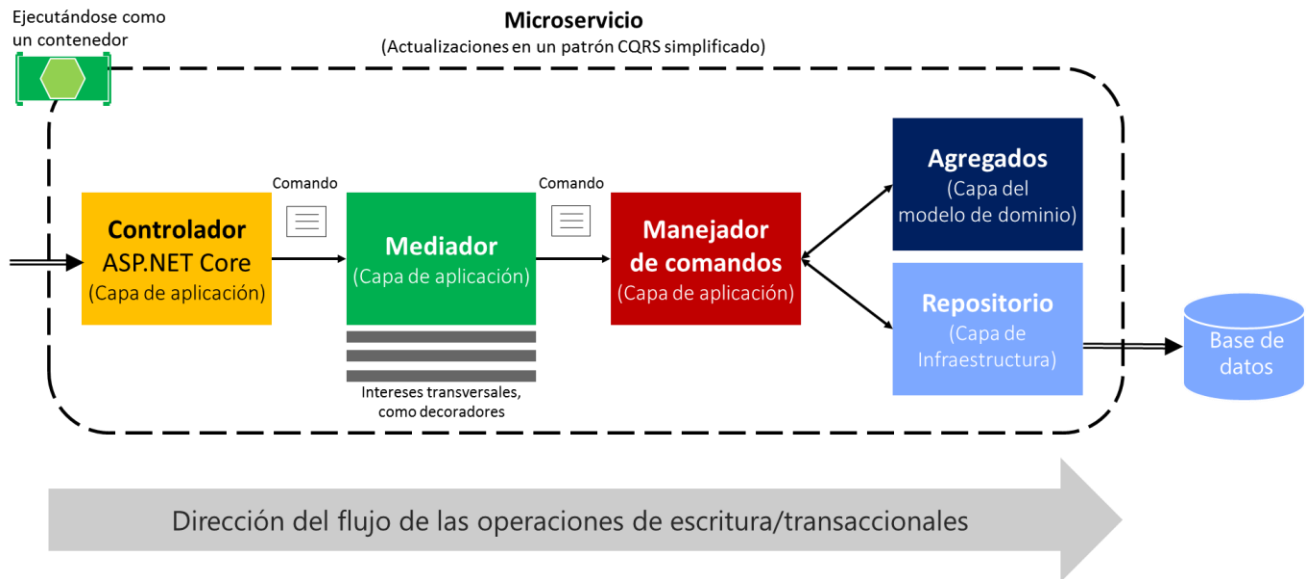 Ejecutándose como
un contenedor
Microservicio
(Actualizaciones en un patrón CQRS simplificado)
Comando
Comando
Controlador
ASP.NET Core
(Capa de aplicación)
Mediador
(Capa de aplicación)
Intereses transversales,
como decoradores
Manejador
de comandos
(Capa de aplicación)
Agregados
(Capa del
modelo de dominio)
Repositorio
(Capa de
Infraestructura)
Base de
datos
Dirección del flujo de las operaciones de escritura/transaccionales